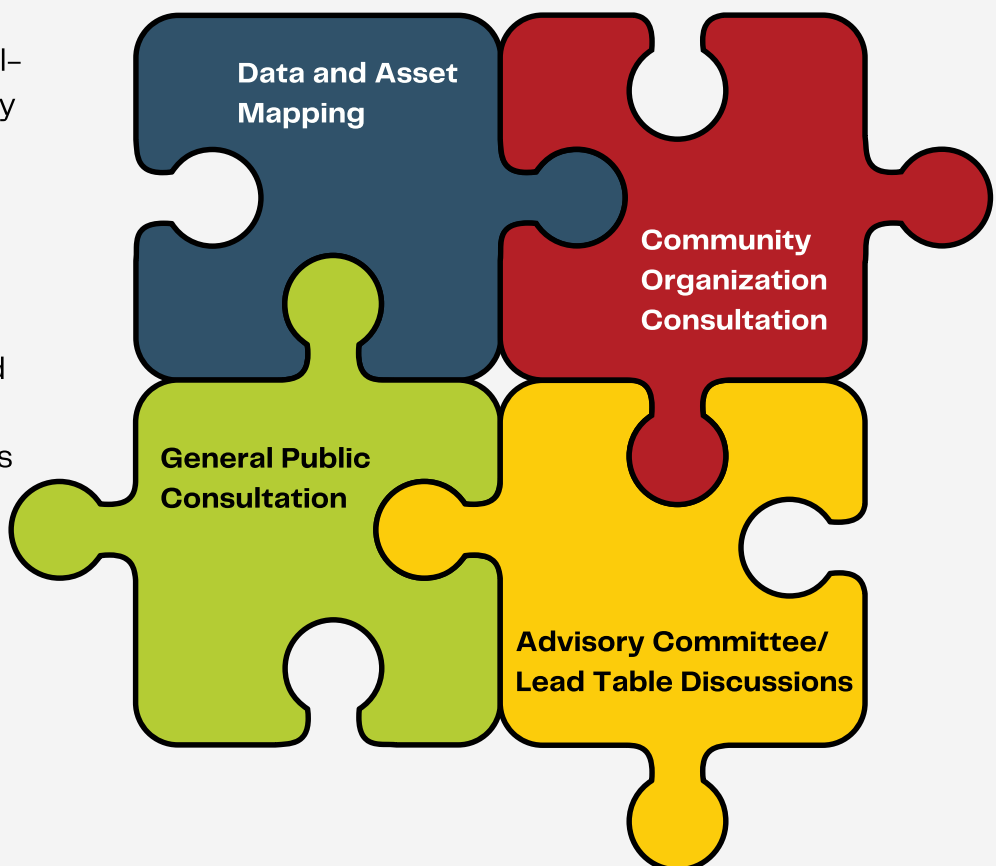 l-
y
Data and Asset
Mapping
Community
Organization
Consultation
d
s
General Public
Consultation
Advisory Committee/
Lead Table Discussions